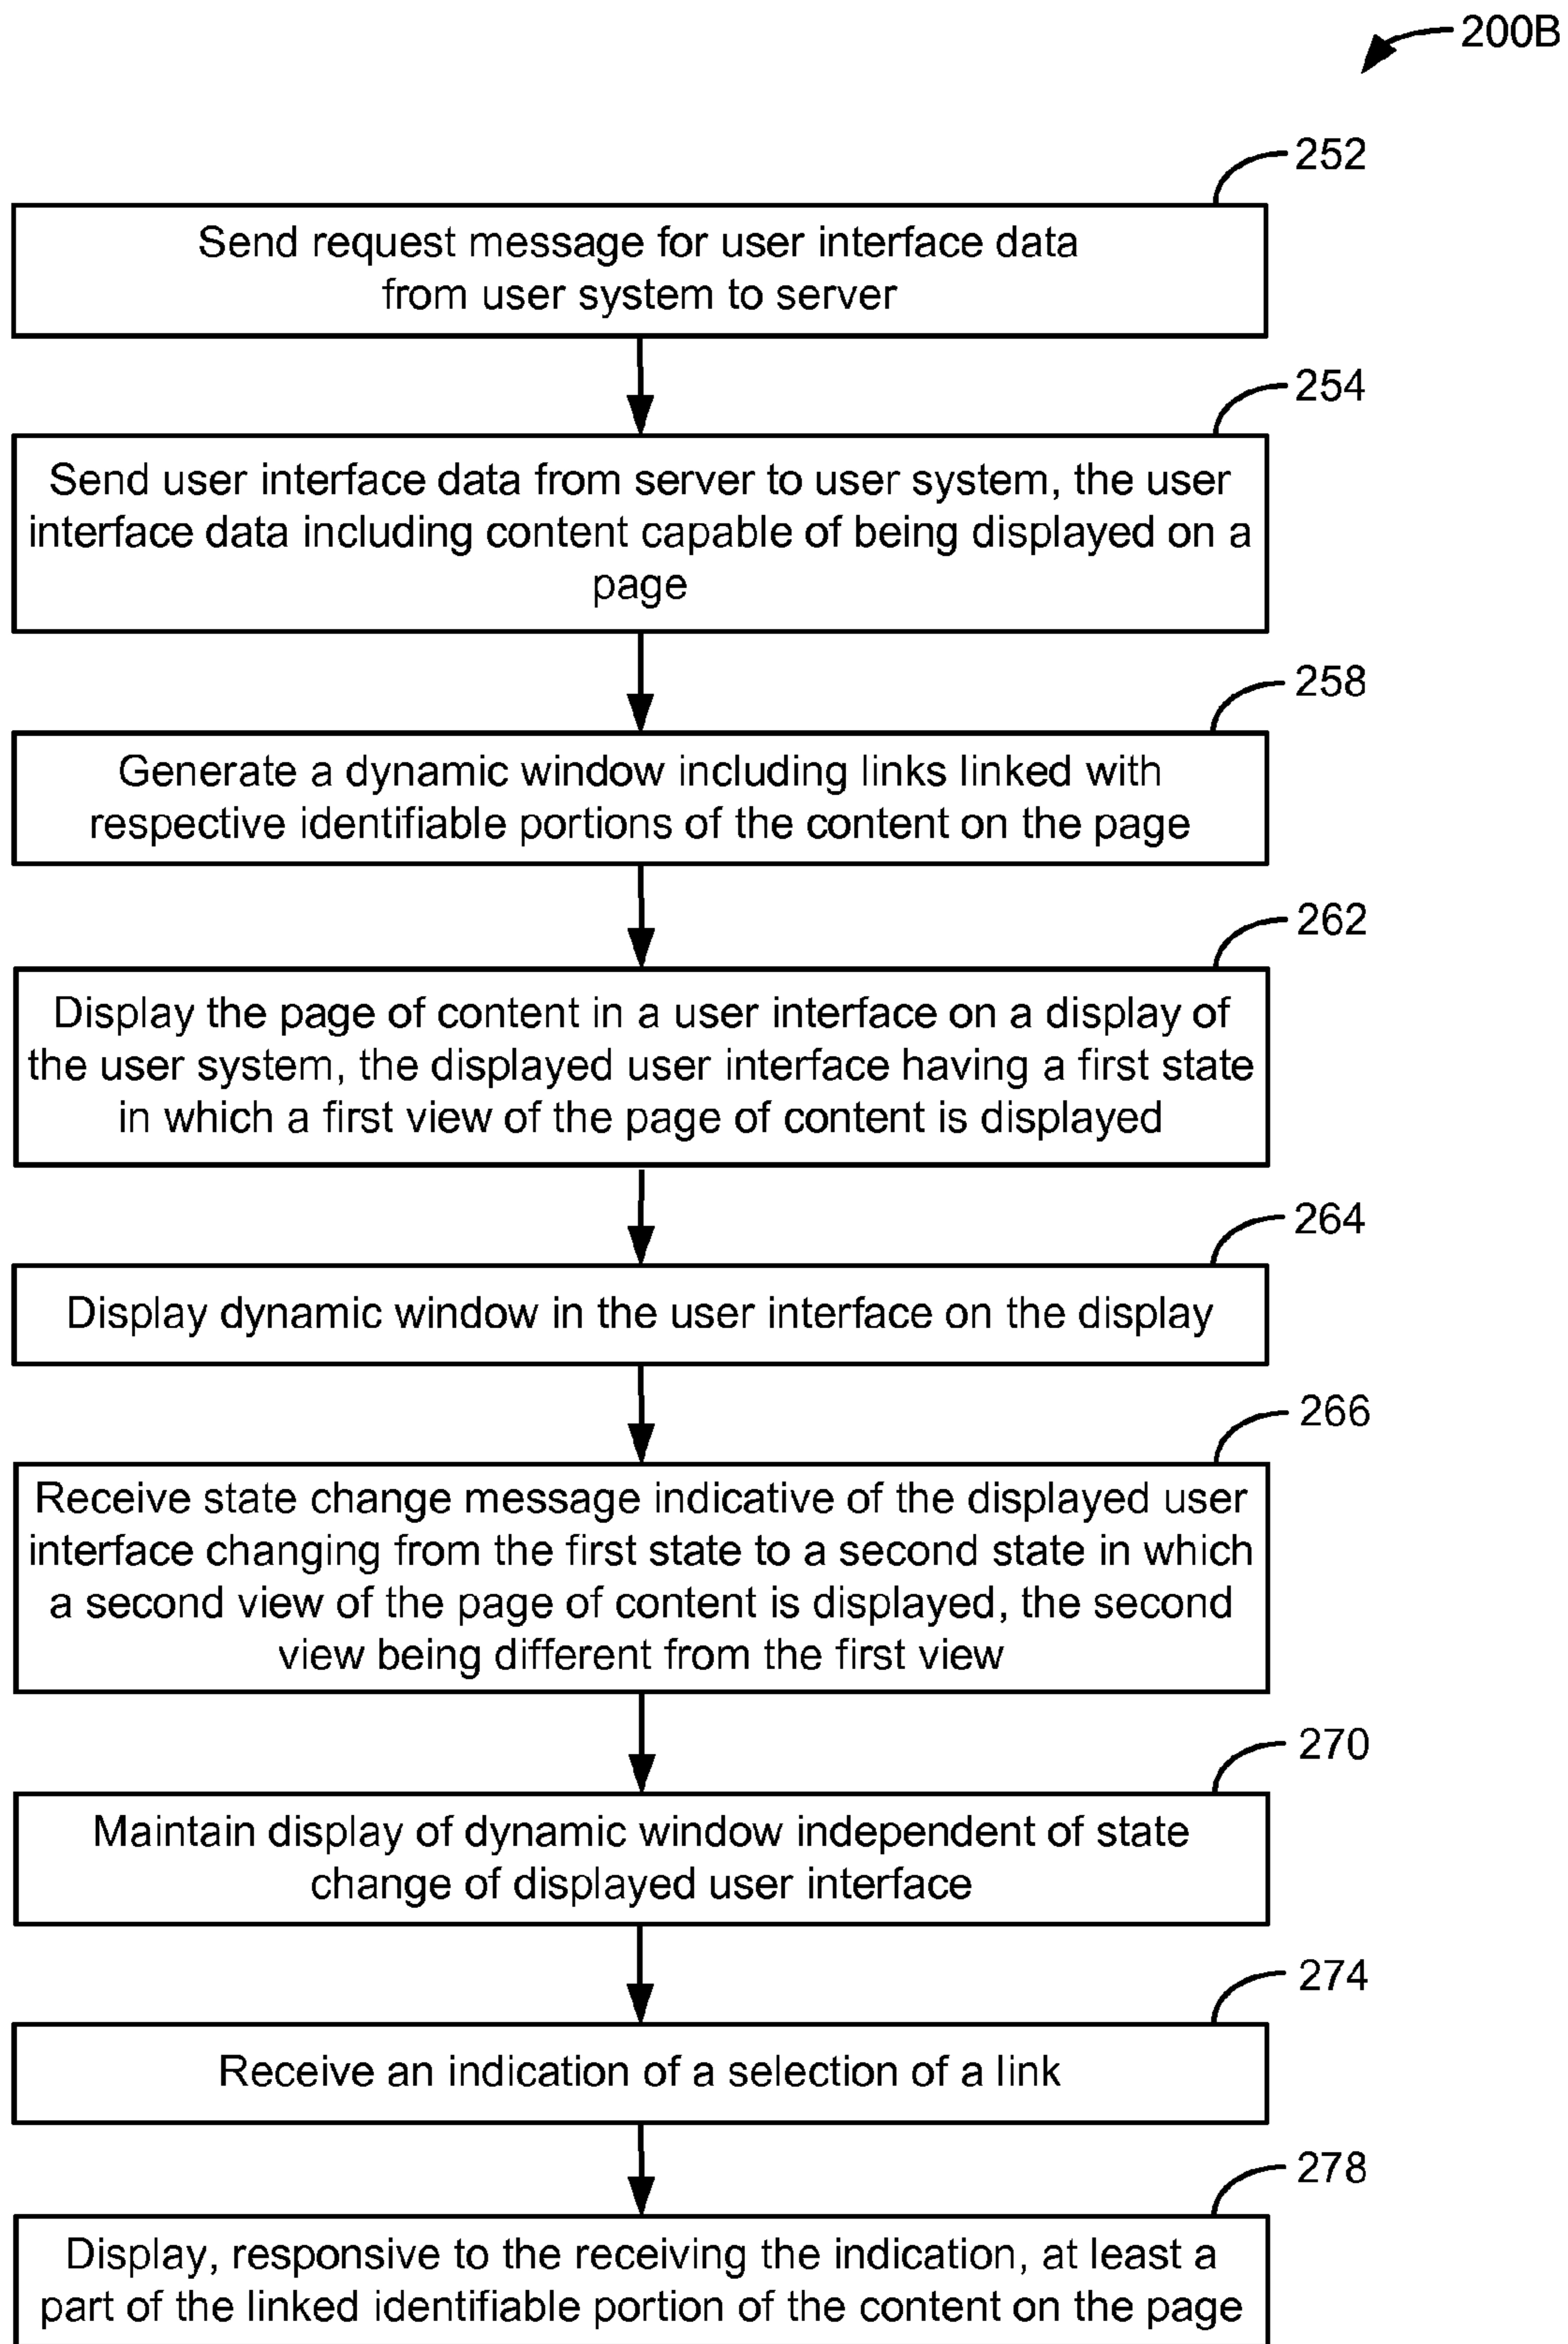 200B
252
Send request message for user interface data
from user system to server
254
Send user interface data from server to user system, the user
interface data including content capable of being displayed on a
page
258
Generate a dynamic window including links linked with
respective identifiable portions of the content on the page
262
Display the page of content in a user interface on a display of
the user system, the displayed user interface having a first state
in which a first view of the page of content is displayed
264
Display dynamic window in the user interface on the display
266
Receive state change message indicative of the displayed user
interface changing from the first state to a second state in which
a second view of the page of content is displayed, the second
view being different from the first view
270
Maintain display of dynamic window independent of state
change of displayed user interface
274
Receive an indication of a selection of a link
278
Display, responsive to the receiving the indication, at least a
part of the linked identifiable portion of the content on the page